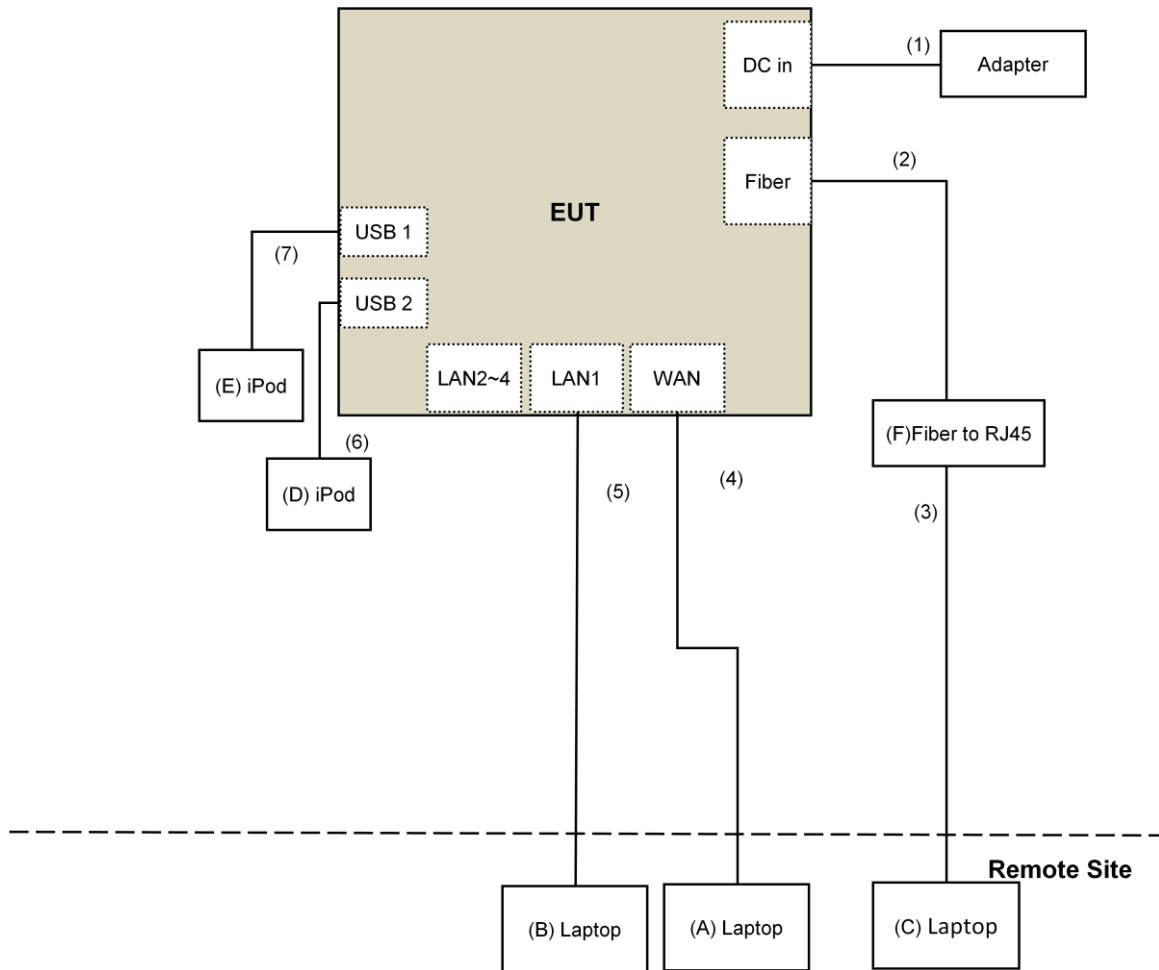 DC in
(1)
Adapter
Fiber
(2)
EUT
USB 1
(7)
USB 2
LAN2~4
LAN1
WAN
(E) iPod
(F)Fiber to RJ45
(6)
(D) iPod
(5)
(4)
(3)
Remote Site
(B) Laptop
(A) Laptop
(C) Laptop